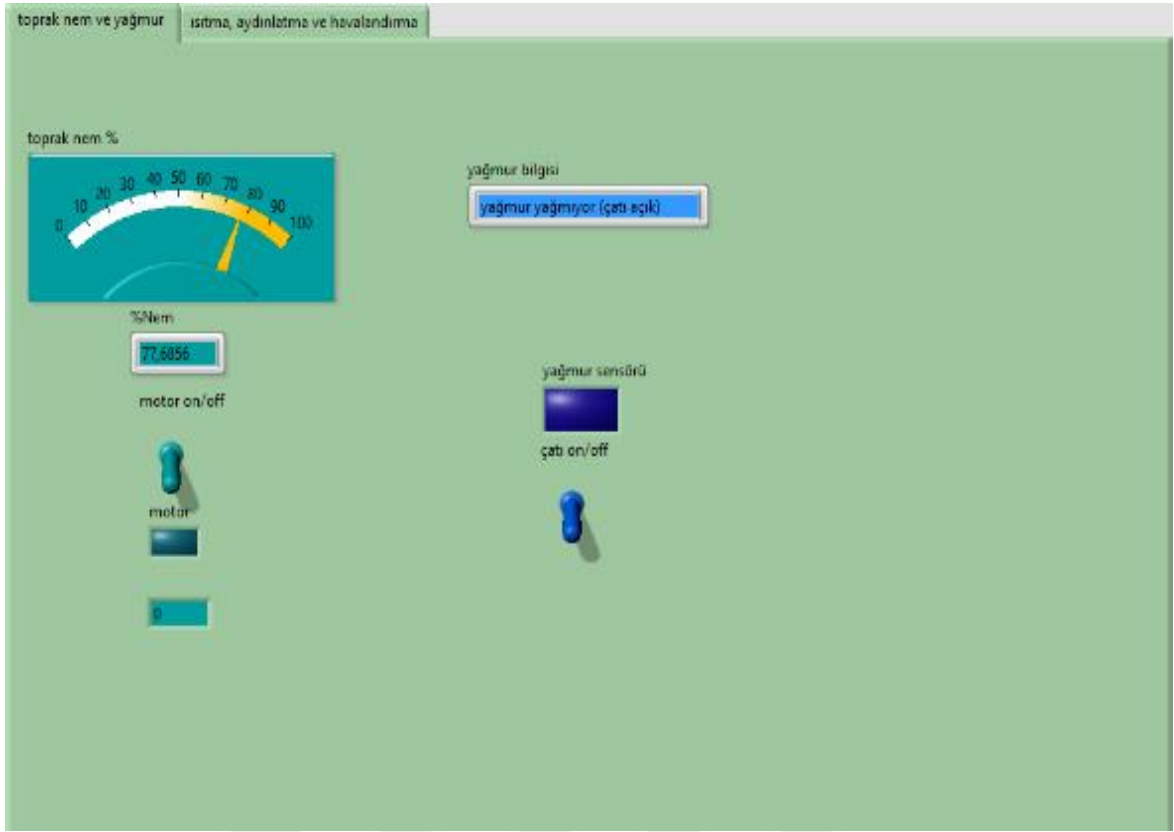 toprak nem ve yağmur
ısıtma, aydınlatma ve havalandırma
toprak nem %
0 10 20 30 40 50 60 70 80 90 100
%Nem
77,6856
motor on/off
motor
0
yağmur bilgisi
yağmur yağmıyor (çatı açık)
yağmur sensörü
çatı on/off